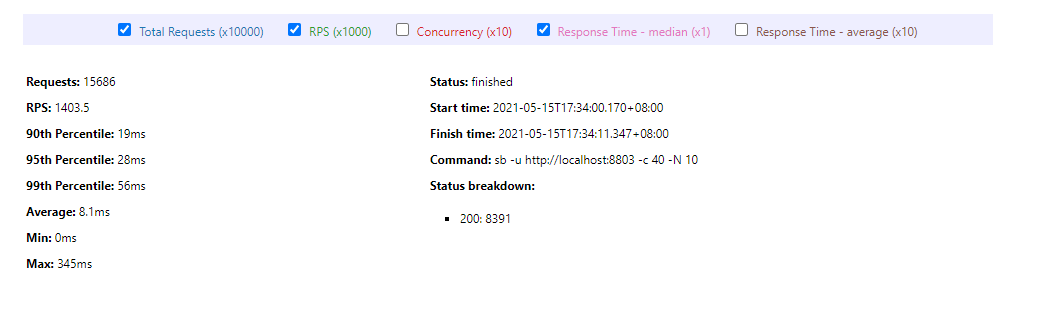 Total Requests (x10000) RPS (x1000) Concurrency (x10) Response Time - median (x1) Response Time - average (x10)
Requests: 15686
RPS: 1403.5
90th Percentile: 19ms
95th Percentile: 28ms
99th Percentile: 56ms
Average: 8.1ms
Min: 0ms
Max: 345ms
Status: finished
Start time: 2021-05-15T17:34:00.170+08:00
Finish time: 2021-05-15T17:34:11.347+08:00
Command: sb -u http://localhost:8803 -c 40 -N 10
Status breakdown:
200: 8391